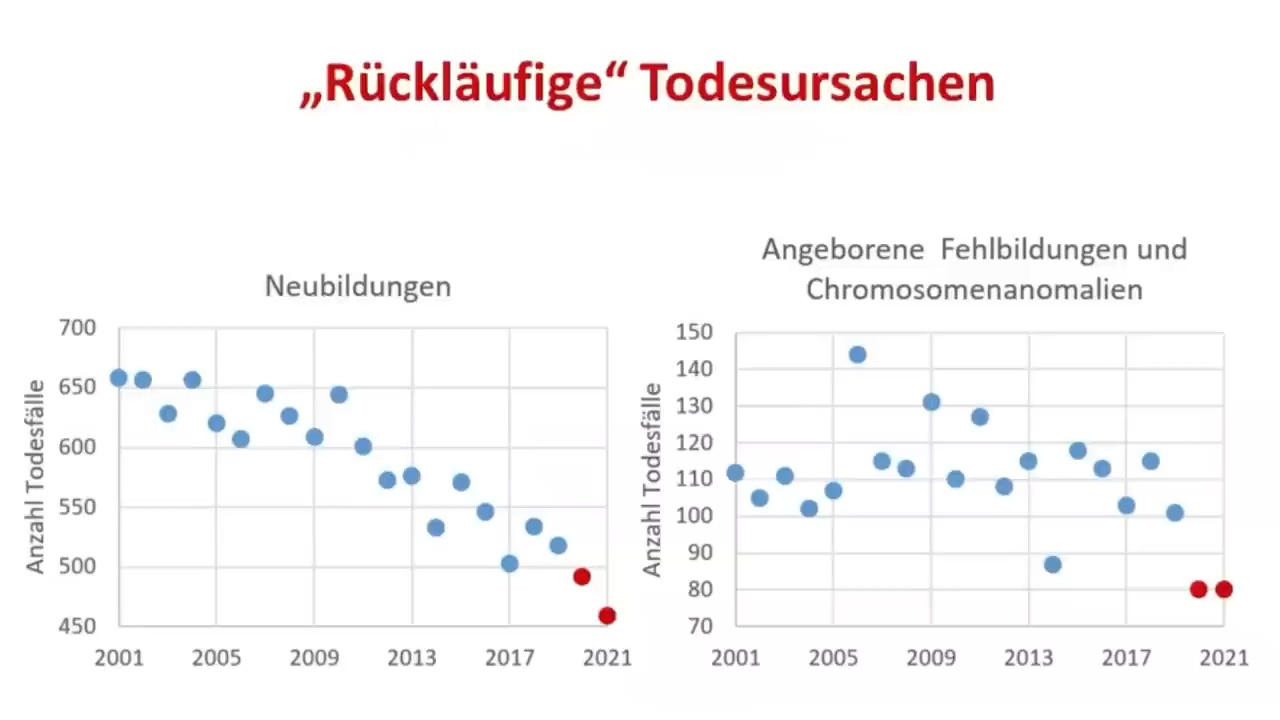 „Rückläufige“ Todesursachen
Neubildungen
Anzahl Todesfälle
700
650
600
550
500
450
2001 2005 2009 2013 2017 2021
Angeborene  Fehlbildungen und
Chromosomenanomalien
Anzahl Todesfälle
150
140
130
120
110
100
90
80
70
2001 2005 2009 2013 2017 2021